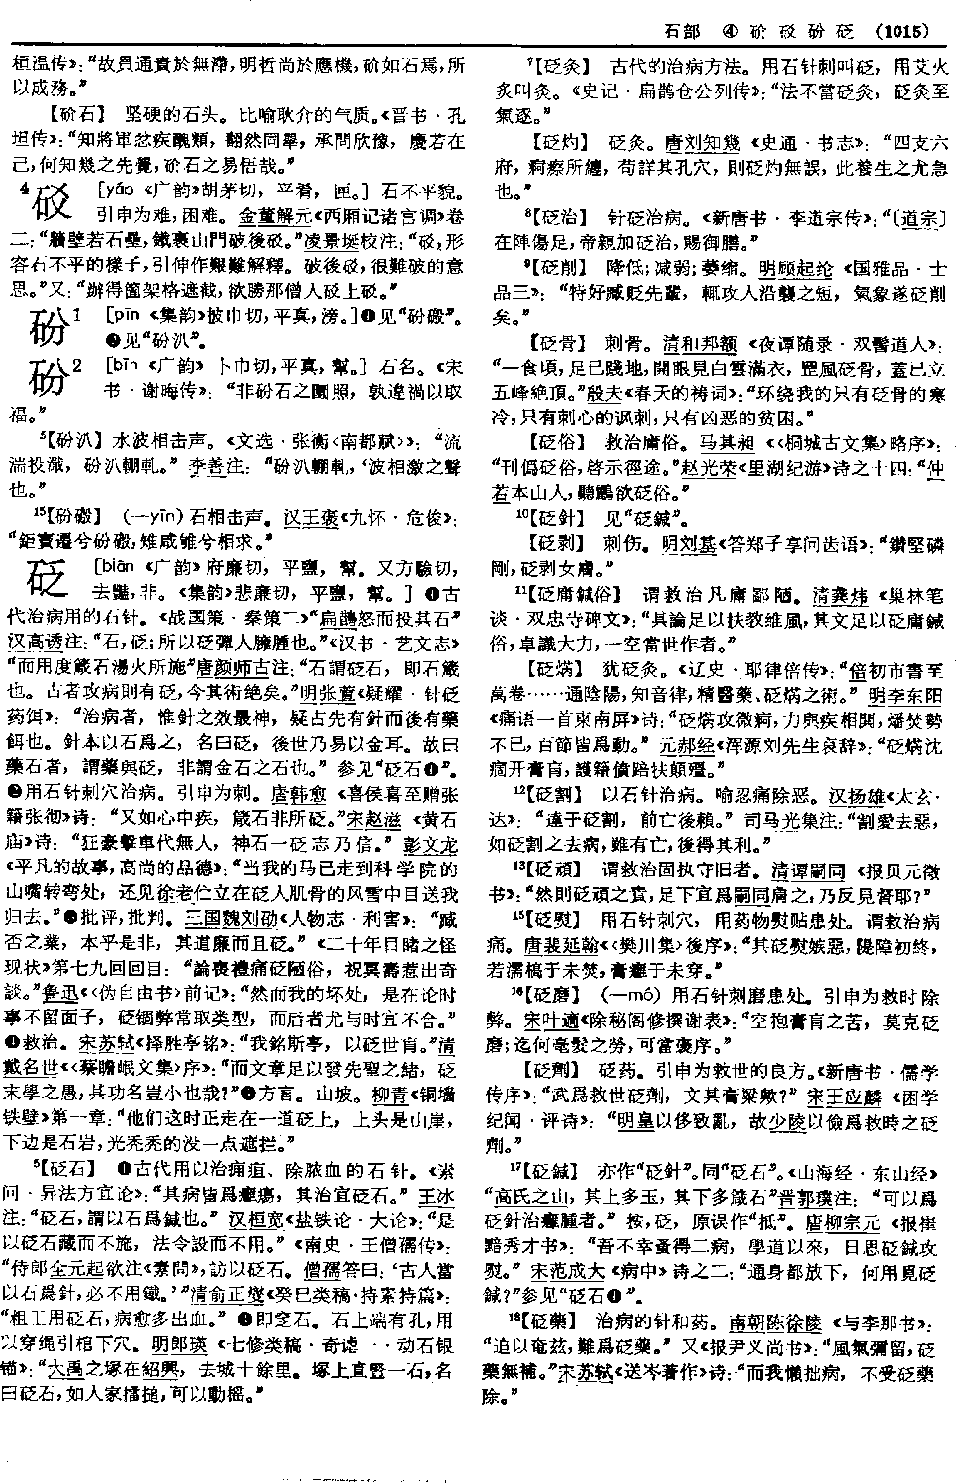 石部 ④ 砎 䂭 砏 砭 (1015)
桓温传》：“故員通貴於無滯，明哲尚於應機，砎如石焉，所
以成務。”
【砎石】 坚硬的石头。比喻耿介的气质。《晋书·孔
坦传》：“知將軍忿疾醜類，翻然同舉，承問欣豫，慶若在
己，何知幾之先覺，砎石之易悟哉。”
[yáo 《广韵》胡茅切，平肴，匣。] 石不平貌。
引申为难，困难。金董解元《西厢记诸宫调》卷
二：“牆壁若石壘，鐵裹山門破後䂭。”凌景埏校注：“䂭，形
容石不平的樣子，引伸作艱難解釋。破後䂭，很難破的意
思。”又：“辦得箇架格遮截，欲勝那僧人䂭上䂭。”
砏1 [pīn 《集韵》披巾切，平真，滂。]❶见“砏磤”。
❷见“砏汃”。
砏2 [bīn 《广韵》卜巾切，平真，幫。] 石名。《宋
书·谢晦传》：“非砏石之圜照，孰違禍以取
福。”
5【砏汃】 水波相击声。《文选·张衡〈南都赋〉》：“流
湍投濈，砏汃輣軋。”李善注：“砏汃輣軋，‘波相激之聲
也。”
15【砏磤】 (—yīn) 石相击声。汉王褒《九怀·危俊》：
“鉅寶遷兮砏磤，雉咸雊兮相求。”
砭 [biān 《广韵》府廉切，平鹽，幫。又方驗切，
去豔，非。《集韵》悲廉切，平鹽，幫。] ❶古
代治病用的石针。《战国策·秦策二》“扁鹊怒而投其石”
汉高诱注：“石，砭；所以砭彈人臃腫也。”《汉书·艺文志》
“而用度箴石湯火所施”唐颜师古注：“石謂砭石，即石箴
也。古者攻病則有砭，今其術絶矣。”明张萱《疑耀·针砭
药饵》：“治病者，惟針之效最神，疑古先有針而後有藥
餌也。針本以石爲之，名曰砭，後世乃易以金耳。故曰
藥石者，謂藥與砭，非謂金石之石也。”参见“砭石❶”。
❷用石针刺穴治病。引申为刺。唐韩愈 《喜侯喜至赠张
籍张彻》诗：“又如心中疾，箴石非所砭。”宋赵滋 《黄石
庙》诗：“狂豪擊車代無人，神石一砭志乃信。”彭文龙
《平凡的故事，高尚的品德》：“当我的马已走到科学院的
山嘴转弯处，还见徐老伫立在砭人肌骨的风雪中目送我
归去。”❸批评，批判。三国魏刘劭《人物志·利害》：“臧
否之業，本乎是非，其道廉而且砭。”《二十年目睹之怪
现状》第七九回回目：“論喪禮痛砭陋俗，祝冥壽惹出奇
談。”鲁迅《〈伪自由书〉前记》：“然而我的坏处，是在论时
事不留面子，砭锢弊常取类型，而后者尤与时宜不合。”
❹救治。宋苏轼《择胜亭铭》：“我銘斯亭，以砭世肓。”清
戴名世《〈蔡瞻岷文集〉序》：“而文章足以發先聖之緒，砭
末學之愚，其功名豈小也哉？”❺方言。山坡。柳青《铜墙
铁壁》第一章：“他们这时正走在一道砭上，上头是山崖，
下边是石岩，光秃秃的没一点遮拦。”
5【砭石】 ❶古代用以治痈疽、除脓血的石针。《素
问·异法方宜论》：“其病皆爲癰瘍，其治宜砭石。”王冰
注：“砭石，謂以石爲鍼也。”汉桓宽《盐铁论·大论》：“是
以砭石藏而不施，法令設而不用。”《南史·王僧孺传》：
“侍郎全元起欲注《素問》，訪以砭石。僧孺答曰：‘古人當
以石爲針，必不用鐵。’”清俞正燮《癸巳类稿·持素持篇》：
“粗工用砭石，病愈多出血。” ❷即窆石。石上端有孔，用
以穿绳引棺下穴。明郎瑛 《七修类稿·奇谑··动石银
锚》：“大禹之塚在紹興，去城十餘里。塚上直豎一石，名
曰砭石，如人家擂搥，可以動摇。”
7【砭灸】 古代的治病方法。用石针刺叫砭，用艾火
炙叫灸。《史记·扁鹊仓公列传》：“法不當砭灸，砭灸至
氣逐。”
【砭灼】 砭灸。唐刘知幾 《史通·书志》：“四支六
府，痾瘵所纏，苟詳其孔穴，則砭灼無誤，此養生之尤急
也。”
8【砭治】 针砭治病。《新唐书·李道宗传》：“〔道宗〕
在陣傷足，帝親加砭治，賜御膳。”
9【砭削】 降低；减弱；萎缩。明顾起纶 《国雅品·士
品三》：“特好臧贬先輩，輒攻人沿襲之短，氣象遂砭削
矣。”
【砭骨】 刺骨。清和邦额 《夜谭随录·双髻道人》：
“一食頃，足已踐地，開眼見白雲滿衣，罡風砭骨，蓋已立
五峰絶頂。”殷夫《春天的祷词》：“环绕我的只有砭骨的寒
冷，只有刺心的讽刺，只有凶恶的贫困。”
【砭俗】 救治庸俗。马其昶 《〈桐城古文集〉略序》：
“刊僞砭俗，啓示徑途。”赵光荣《里湖纪游》诗之十四：“仲
若本山人，聽鸝欲砭俗。”
10【砭針】 见“砭鍼”。
【砭剥】 刺伤。明刘基《答郑子享问齿语》：“鑽堅磷
剛，砭剥女膚。”
11【砭庸鍼俗】 谓救治凡庸鄙陋。清龚炜 《巢林笔
谈·双忠寺碑文》：“其論足以扶教維風，其文足以砭庸鍼
俗，卓識大力，一空當世作者。”
【砭焫】 犹砭灸。《辽史·耶律倍传》：“倍初市書至
萬卷……通陰陽，知音律，精醫藥、砭焫之術。” 明李东阳
《痛语一首柬南屏》诗：“砭焫攻微痾，力與疾相鬭，燔熒勢
不已，百節皆爲動。” 元郝经《浑源刘先生哀辞》：“砭焫沈
痼开膏肓，護籍僨踣扶顛殭。”
12【砭割】 以石针治病。喻忍痛除恶。汉扬雄《太玄·
达》：“達于砭割，前亡後賴。” 司马光集注：“割愛去惡，
如砭割之去病，雖有亡，後得其利。”
13【砭頑】 谓救治固执守旧者。清谭嗣同 《报贝元徵
书》：“然則砭頑之責，足下宜爲嗣同肩之，乃反見督耶？”
15【砭熨】 用石针刺穴，用药物熨贴患处。谓救治病
痛。唐裴延翰《〈樊川集〉後序》：“其砭熨嫉惡，隄障初終，
若濡槁于未焚，膏癰于未穿。”
16【砭磨】 (—mó) 用石针刺磨患处。引申为救时除
弊。宋叶適《除秘阁修撰谢表》：“空抱膏肓之苦，莫克砭
磨；迄何毫髮之勞，可當褒序。”
【砭劑】 砭药。引申为救世的良方。《新唐书·儒学
传序》：“武爲救世砭劑，文其膏粱歟？”宋王应麟 《困学
纪闻·评诗》：“明皇以侈致亂，故少陵以儉爲救時之砭
劑。”
17【砭鍼】 亦作“砭針”。同“砭石”。《山海经·东山经》
“高氏之山，其上多玉，其下多箴石”晋郭璞注：“可以爲
砭針治癰腫者。” 按，砭，原误作“抵”。唐柳宗元 《报崔
黯秀才书》：“吾不幸蚤得二病，學道以來，日思砭鍼攻
熨。” 宋范成大 《病中》诗之二：“通身都放下，何用覓砭
鍼？”参见“砭石❶”。
18【砭藥】 治病的针和药。南朝陈徐陵 《与李那书》：
“追以奄兹，難爲砭藥。” 又《报尹义尚书》：“風氣彌留，砭
藥無補。”宋苏轼《送岑著作》诗：“而我懶拙病，不受砭藥
除。”